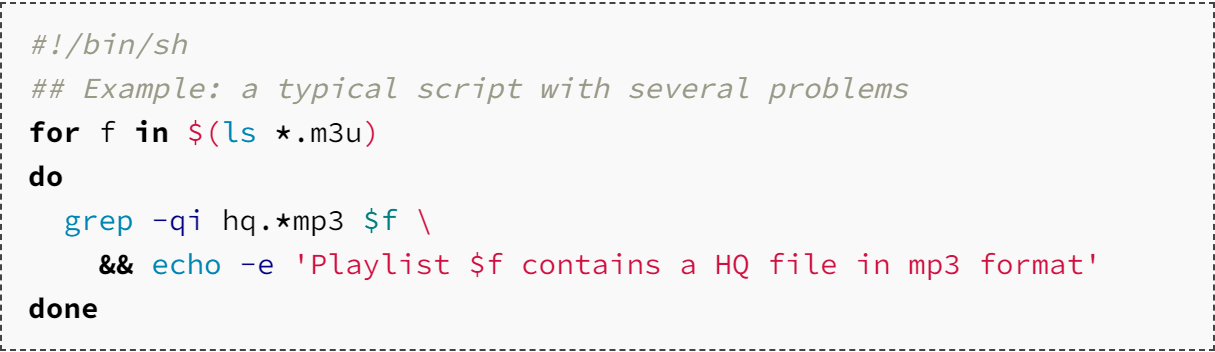 #!/bin/sh
## Example: a typical script with several problems
for f in $(ls *.m3u)
do
  grep -qi hq.*mp3 $f \
    && echo -e 'Playlist $f contains a HQ file in mp3 format'
done